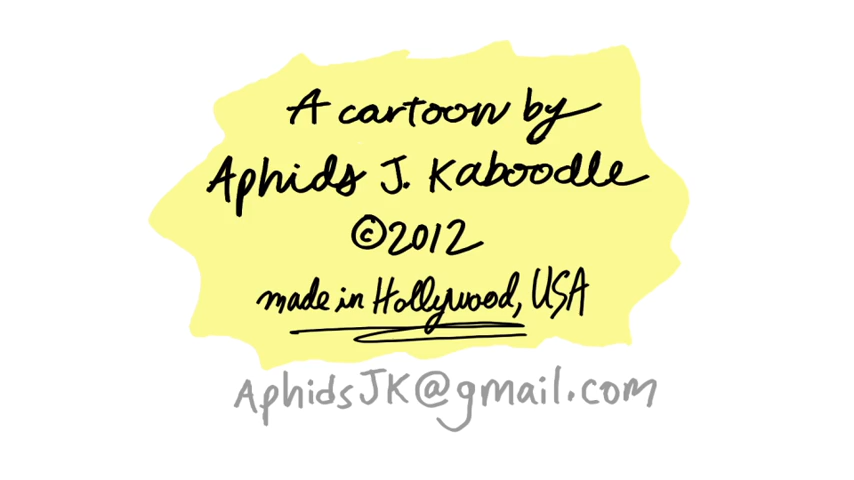 A cartoon by
Aphids J. Kaboodle
©2012
made in Hollywood, USA
AphidsJK@gmail.com